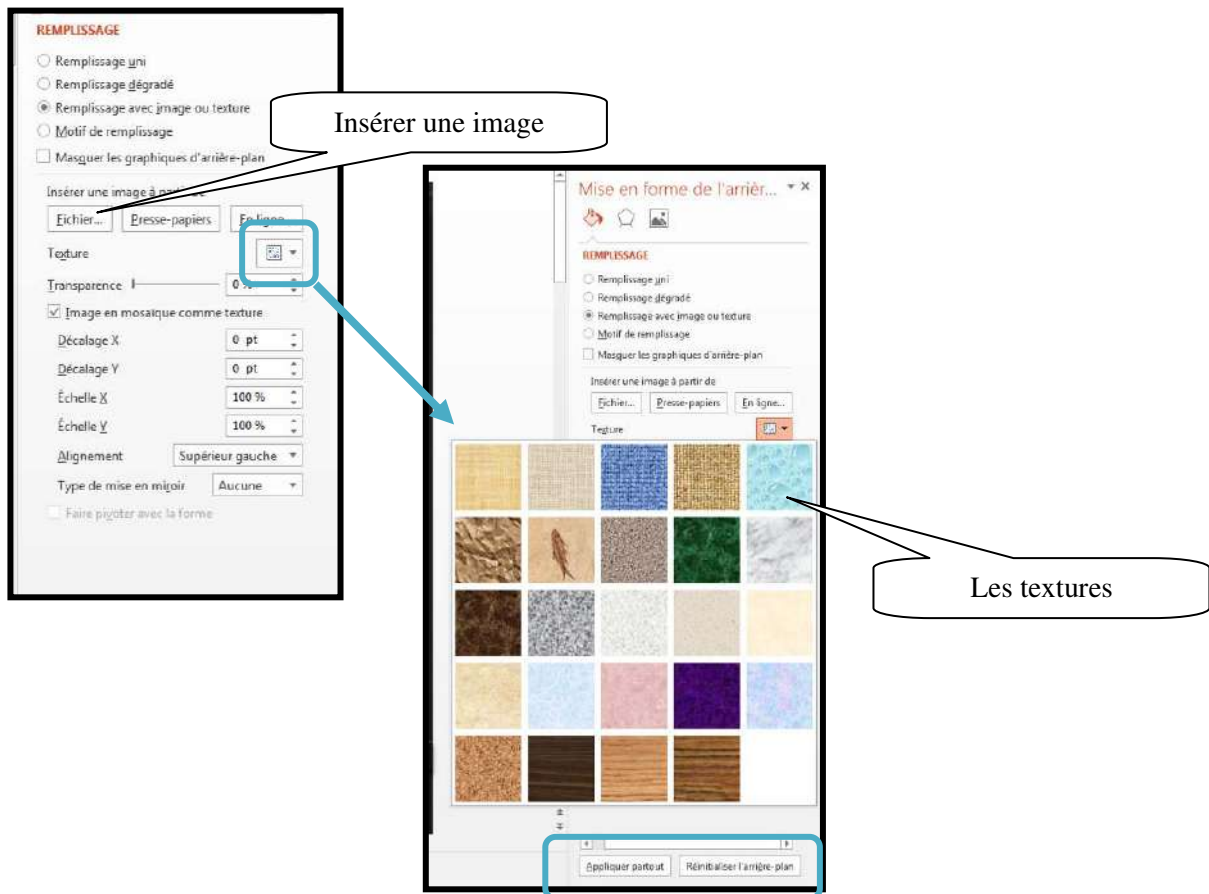 REMPLISSAGE
Remplissage uni
Remplissage dégradé
Remplissage avec image ou texture
Motif de remplissage
Masquer les graphiques d'arrière-plan
Insérer une image à partir de
Fichier... Presse-papiers En ligne...
Texture
Transparence 0 %
Image en mosaïque comme texture
Décalage X 0 pt
Décalage Y 0 pt
Échelle X 100 %
Échelle Y 100 %
Alignement Supérieur gauche
Type de mise en miroir Aucune
Faire pivoter avec la forme
Insérer une image
Mise en forme de l'arrièr...
REMPLISSAGE
Remplissage uni
Remplissage dégradé
Remplissage avec image ou texture
Motif de remplissage
Masquer les graphiques d'arrière-plan
Insérer une image à partir de
Fichier... Presse-papiers En ligne...
Texture
Les textures
Appliquer partout Réinitialiser l'arrière-plan